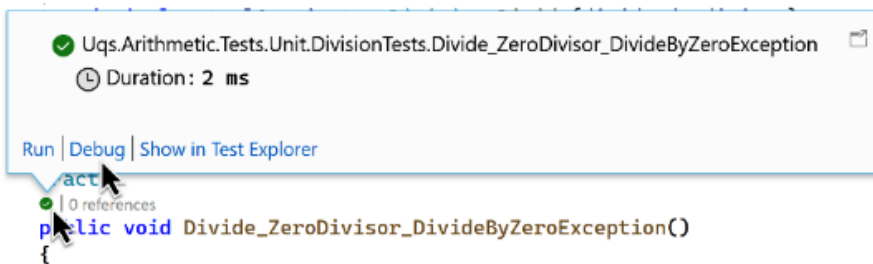 Uqs.Arithmetic.Tests.Unit.DivisionTests.Divide_ZeroDivisor_DivideByZeroException
Duration: 2 ms
Run | Debug | Show in Test Explorer
| 0 references
void Divide_ZeroDivisor_DivideByZeroException()
{